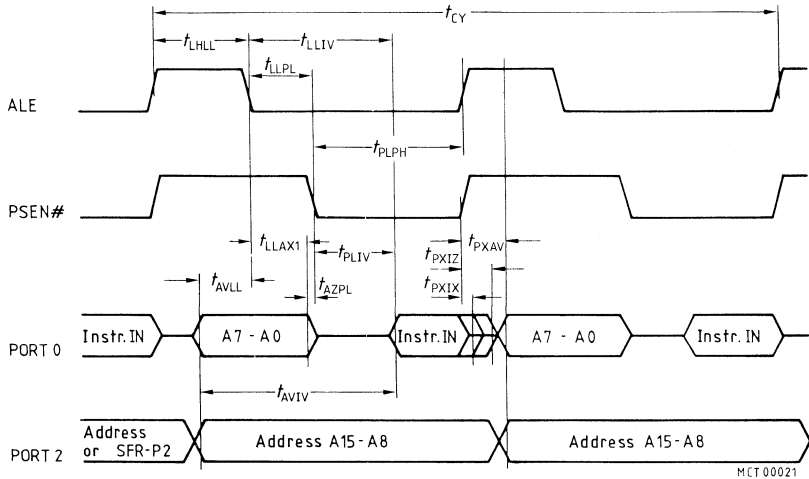 tCY
tLHLL
tLLIV
tLLPL
ALE
tPLPH
PSEN#
tLLAX1
tPLIV
tPXAV
tPXIZ
tAVLL
tAZPL
tPXIX
PORT 0
Instr. IN
A7 - A0
Instr. IN
A7 - A0
Instr. IN
tAVIV
PORT 2
Address
or SFR-P2
Address A15-A8
Address A15-A8
MCT00021